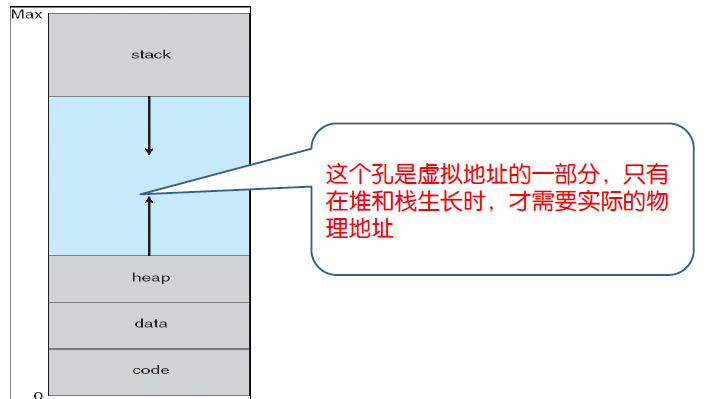 Max
stack
这个孔是虚拟地址的一部分，只有
在堆和栈生长时，才需要实际的物
理地址
heap
data
code
0